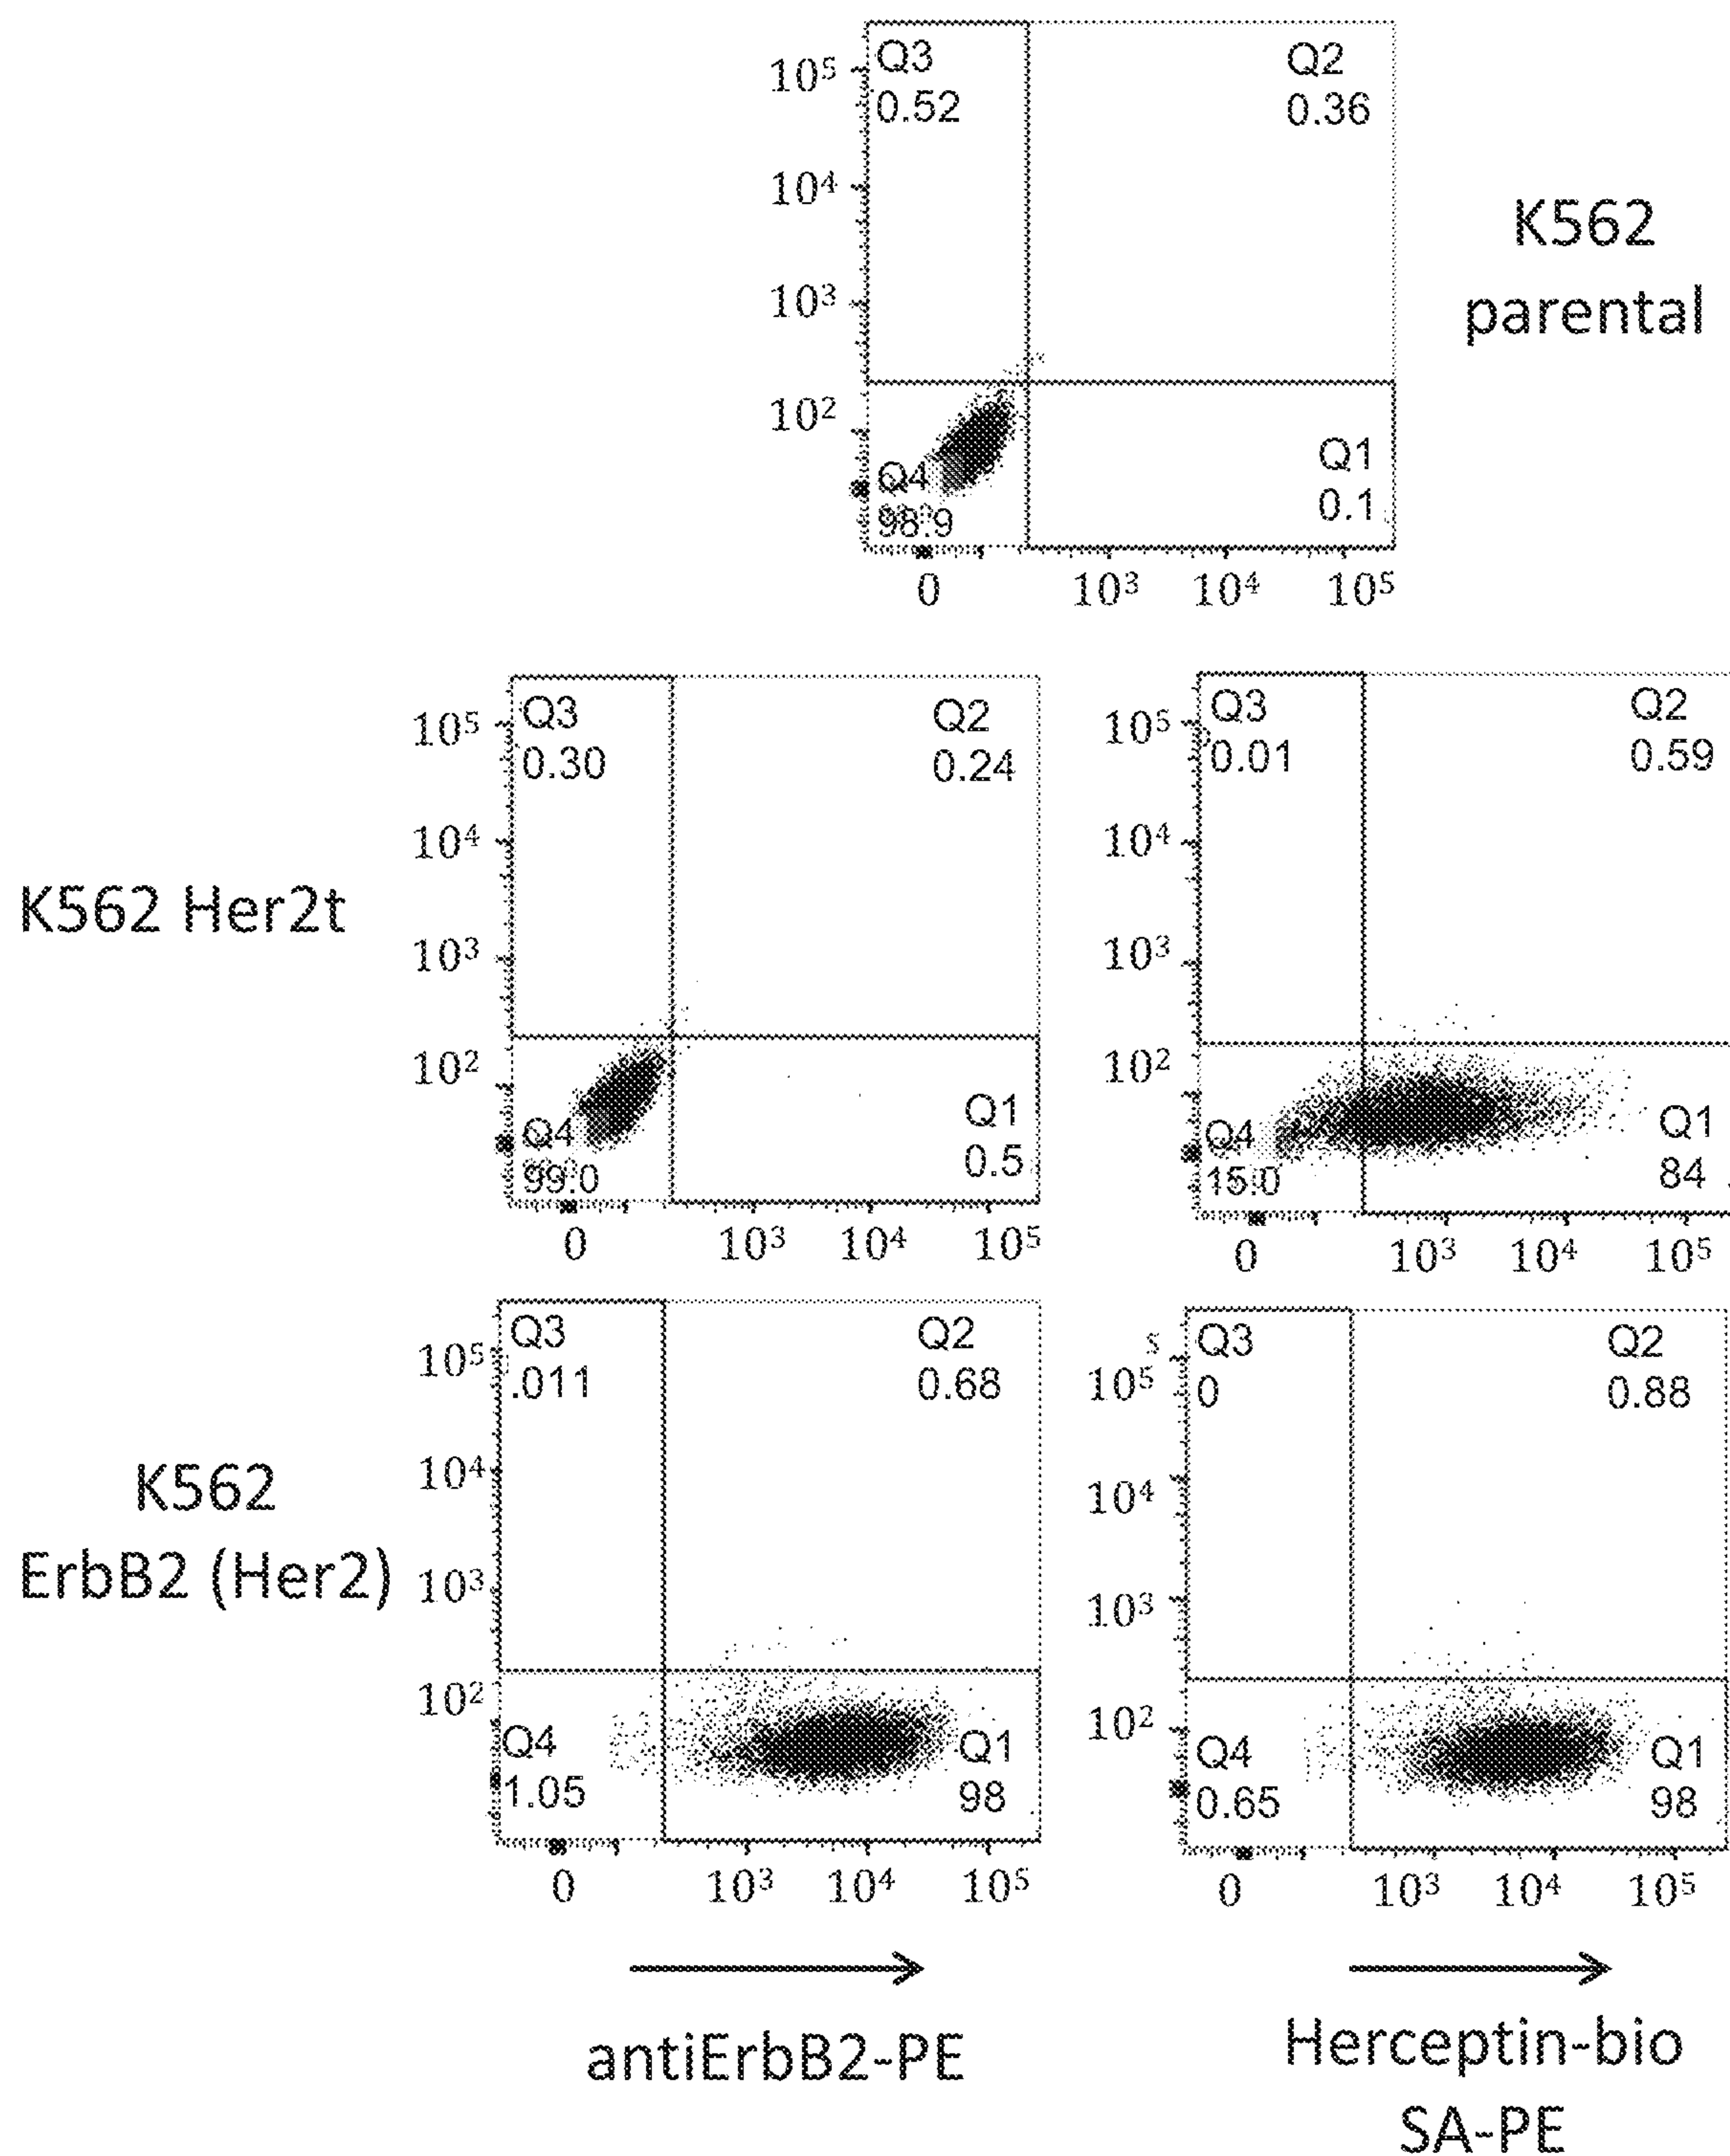 Q3
0.52
Q2
0.36
Q4
98.9
Q1
0.1
10⁵
10⁴
10³
10²
0
10³
10⁴
10⁵
K562
parental
K562 Her2t
Q3
0.30
Q2
0.24
Q4
99.0
Q1
0.5
10⁵
10⁴
10³
10²
0
10³
10⁴
10⁵
Q3
0.01
Q2
0.59
Q4
15.0
Q1
84
10⁵
10⁴
10³
10²
0
10³
10⁴
10⁵
K562
ErbB2 (Her2)
Q3
.011
Q2
0.68
Q4
1.05
Q1
98
10⁵
10⁴
10³
10²
0
10³
10⁴
10⁵
s
Q3
0
Q2
0.88
Q4
0.65
Q1
98
10⁵
10⁴
10³
10²
0
10³
10⁴
10⁵
antiErbB2-PE
Herceptin-bio
SA-PE